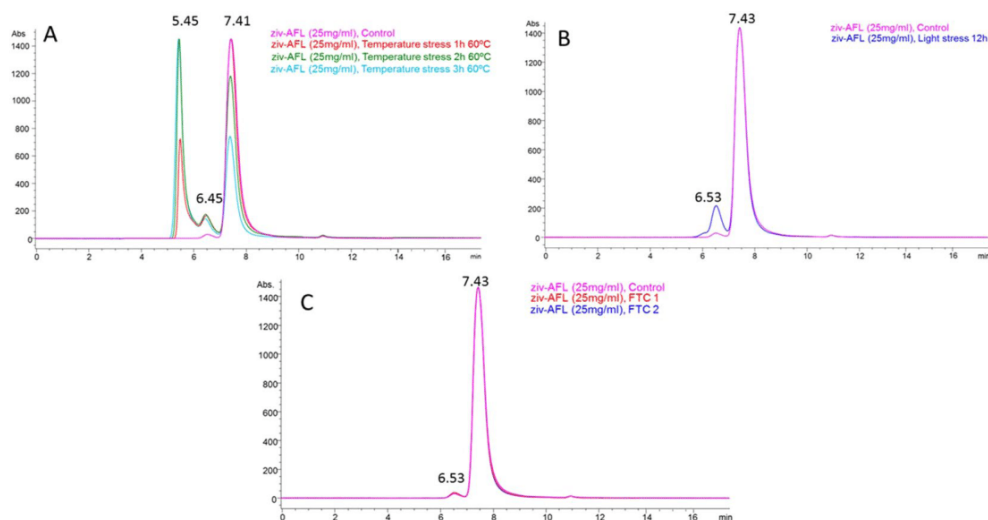 A
5.45
7.41
ziv-AFL (25mg/ml), Control
ziv-AFL (25mg/ml), Temperature stress 1h 60ºC
ziv-AFL (25mg/ml), Temperature stress 2h 60ºC
ziv-AFL (25mg/ml), Temperature stress 3h 60ºC
6.45
Abs
1400
1200
1000
800
600
400
200
0
0 2 4 6 8 10 12 14 16 min
B
7.43
ziv-AFL (25mg/ml), Control
ziv-AFL (25mg/ml), Light stress 12h
6.53
Abs
1400
1200
1000
800
600
400
200
0
0 2 4 6 8 10 12 14 16 min
C
7.43
ziv-AFL (25mg/ml), Control
ziv-AFL (25mg/ml), FTC 1
ziv-AFL (25mg/ml), FTC 2
6.53
Abs.
1400
1200
1000
800
600
400
200
0
0 2 4 6 8 10 12 14 16 min